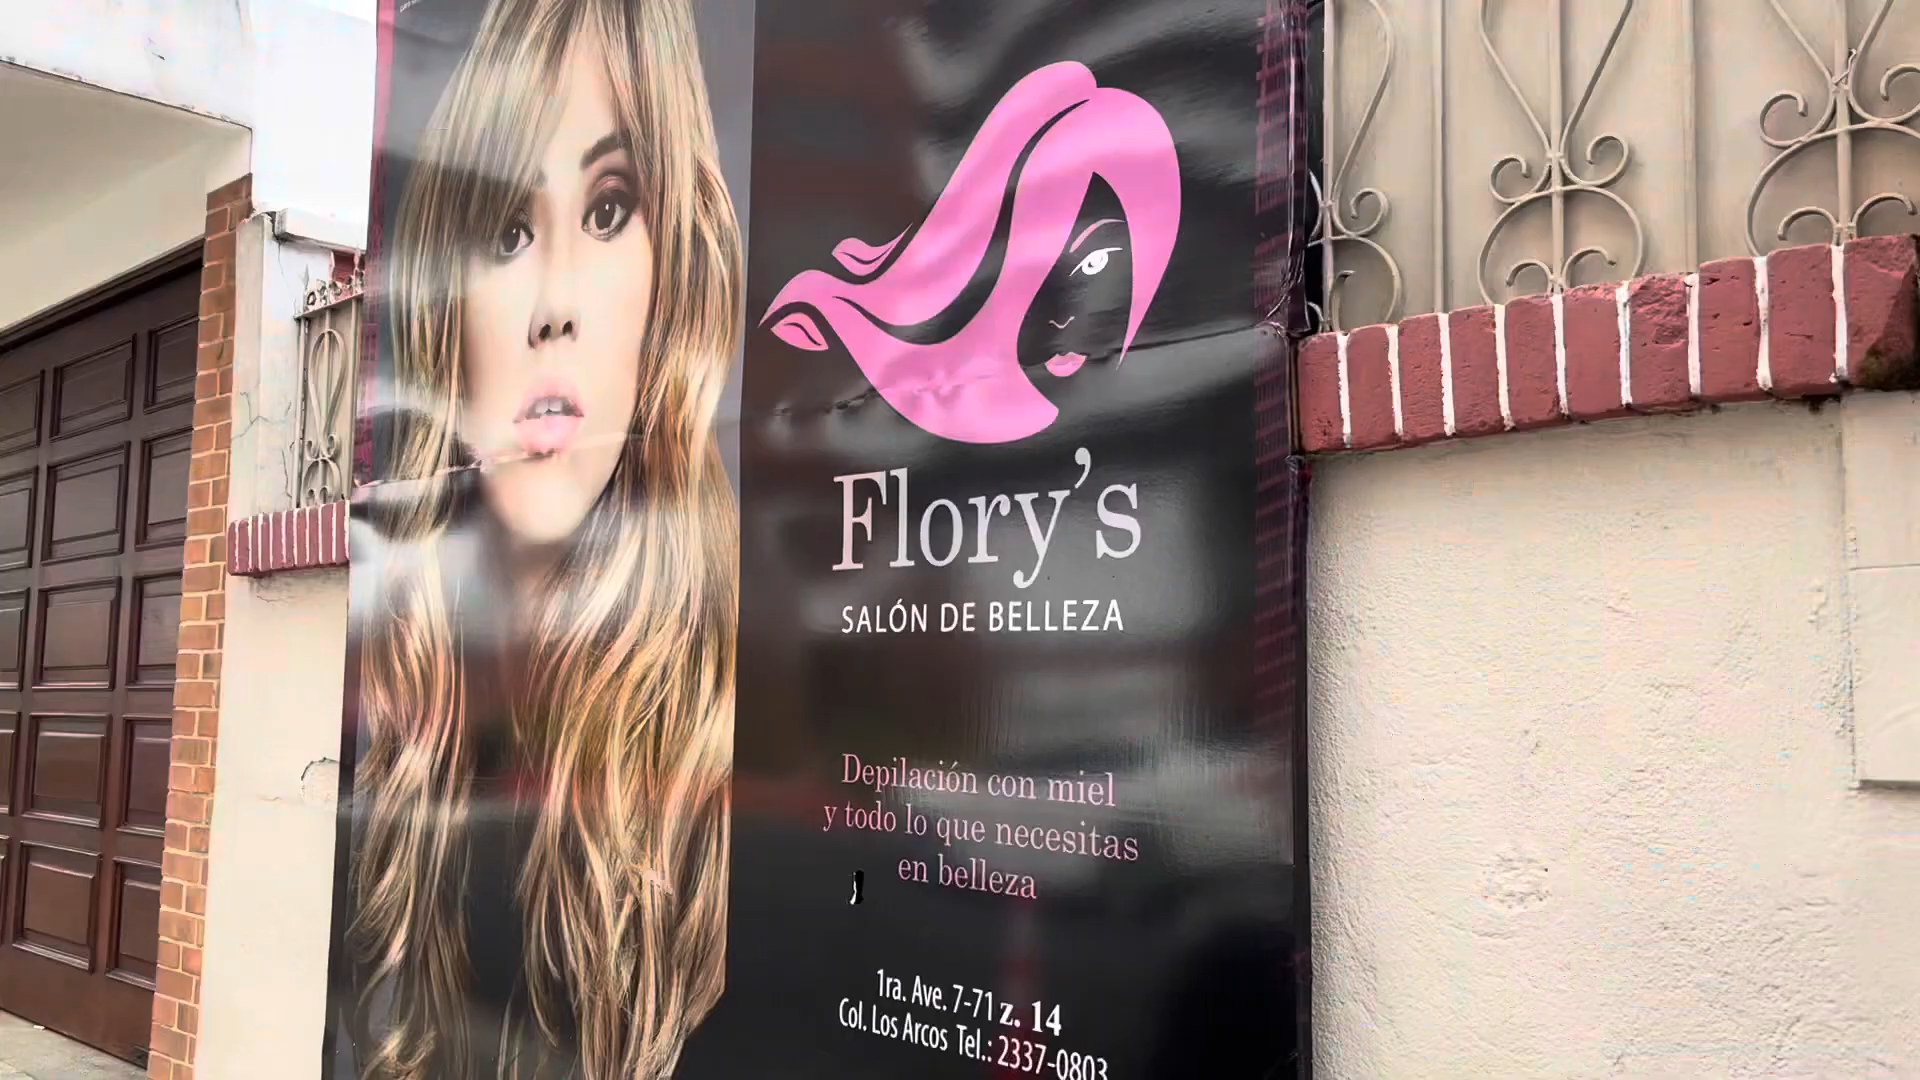 Flory's
SALÓN DE BELLEZA
Depilación con miel
y todo lo que necesitas
en belleza
1ra. Ave. 7-71 z. 14
Col. Los Arcos Tel.: 2337-0803